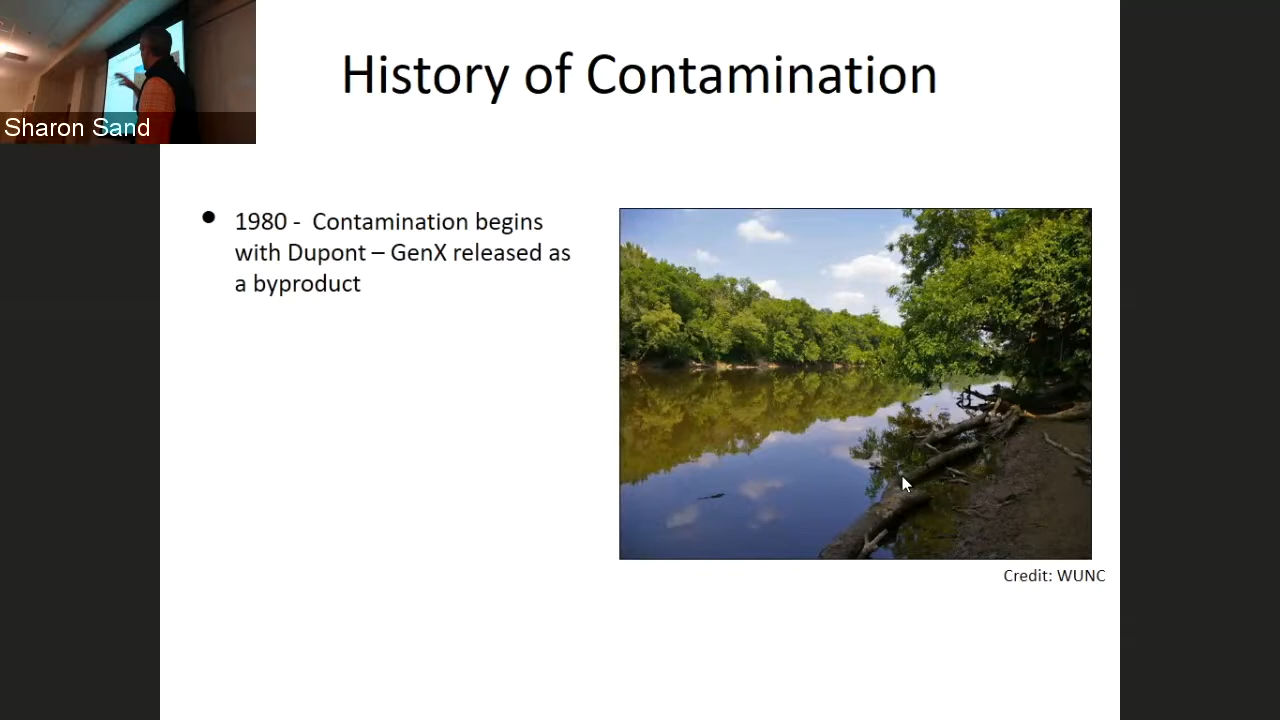 History of Contamination
Sharon Sand
• 1980 - Contamination begins
with Dupont – GenX released as
a byproduct
Credit: WUNC